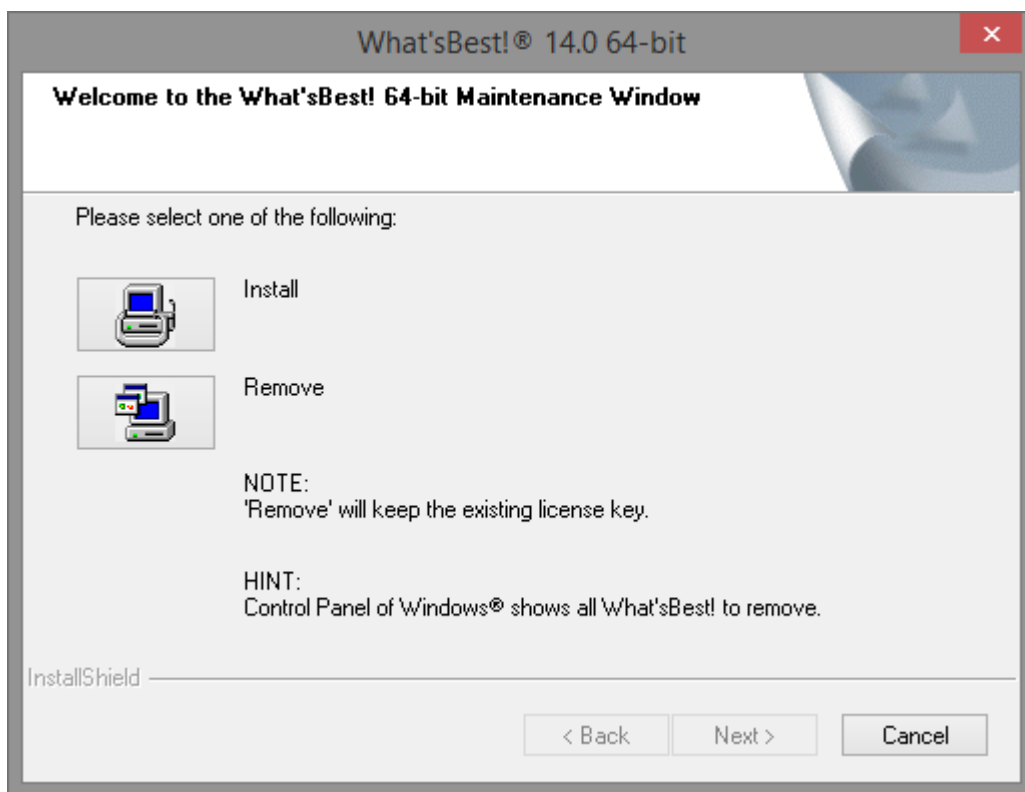 What'sBest!® 14.0 64-bit
Welcome to the What'sBest! 64-bit Maintenance Window
Please select one of the following:
Install
Remove
NOTE:
'Remove' will keep the existing license key.
HINT:
Control Panel of Windows® shows all What'sBest! to remove.
InstallShield
< Back Next > Cancel